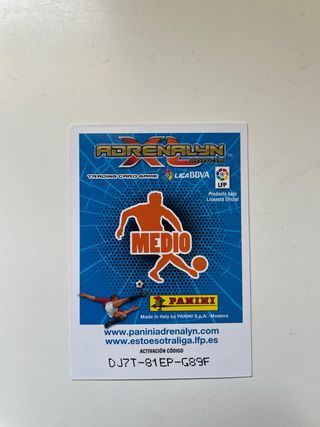 ADRENALYN
XL
TRADING CARD GAME
LIGA BBVA
LFP
Producto bajo
Licencia Oficial
MEDIO
PANINI
Made in Italy by PANINI S.p.A. - Modena
www.paniniadrenalyn.com
www.estoesotraliga.lfp.es
ACTIVACIÓN CÓDIGO
DJ7T-81EP-G89F